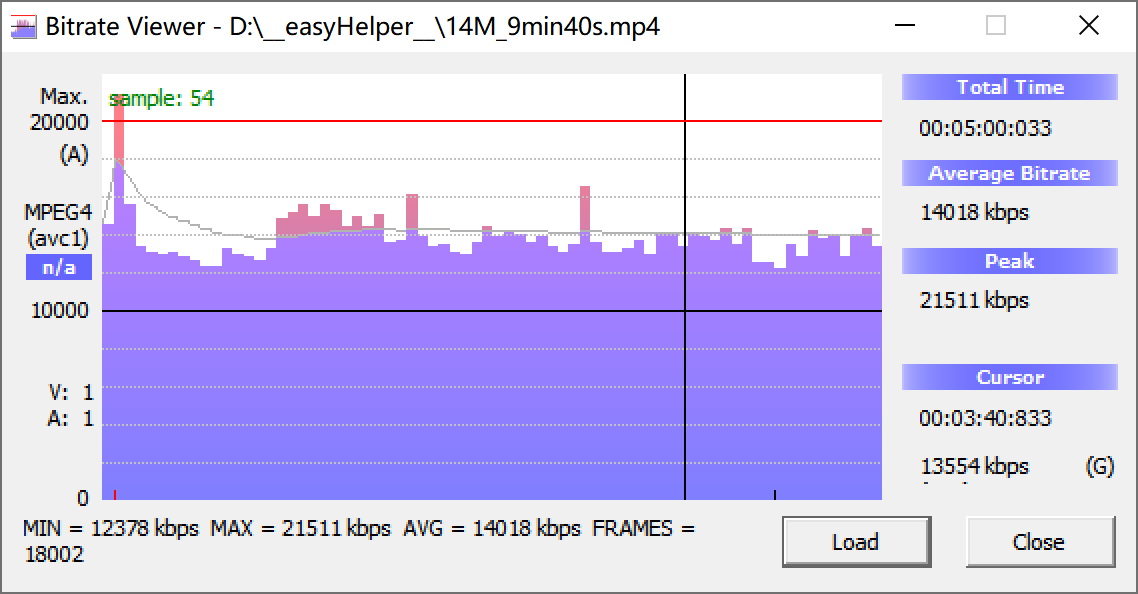 Bitrate Viewer - D:\__easyHelper__\14M_9min40s.mp4
sample: 54
Max.
20000
(A)
MPEG4
(avc1)
n/a
10000
V: 1
A: 1
0
Total Time
00:05:00:033
Average Bitrate
14018 kbps
Peak
21511 kbps
Cursor
00:03:40:833
13554 kbps (G)
MIN = 12378 kbps MAX = 21511 kbps AVG = 14018 kbps FRAMES =
18002
Load
Close